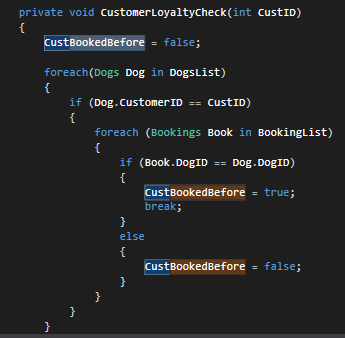 private void CustomerLoyaltyCheck(int CustID)
{
CustBookedBefore = false;
foreach(Dogs Dog in DogsList)
{
if (Dog.CustomerID == CustID)
{
foreach (Bookings Book in BookingList)
{
if (Book.DogID == Dog.DogID)
{
CustBookedBefore = true;
break;
}
else
{
CustBookedBefore = false;
}
}
}
}